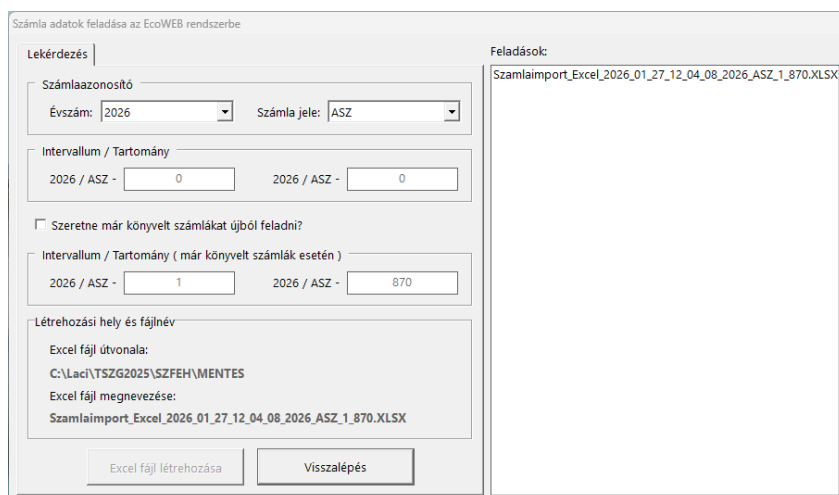 Számla adatok feladása az EcoWEB rendszerbe
Lekérdezés
Számlaazonosító
Évszám: 2026 Számla jele: ASZ
Intervallum / Tartomány
2026 / ASZ - 0 2026 / ASZ - 0
Szeretne már könyvelt számlákat újból feladni?
Intervallum / Tartomány ( már könyvelt számlák esetén )
2026 / ASZ - 1 2026 / ASZ - 870
Létrehozási hely és fájlnév
Excel fájl útvonala:
C:\Laci\TSZG2025\SZFEH\MENTES
Excel fájl megnevezése:
Szamlaimport_Excel_2026_01_27_12_04_08_2026_ASZ_1_870.XLSX
Excel fájl létrehozása Visszalépés
Feladások:
Szamlaimport_Excel_2026_01_27_12_04_08_2026_ASZ_1_870.XLSX